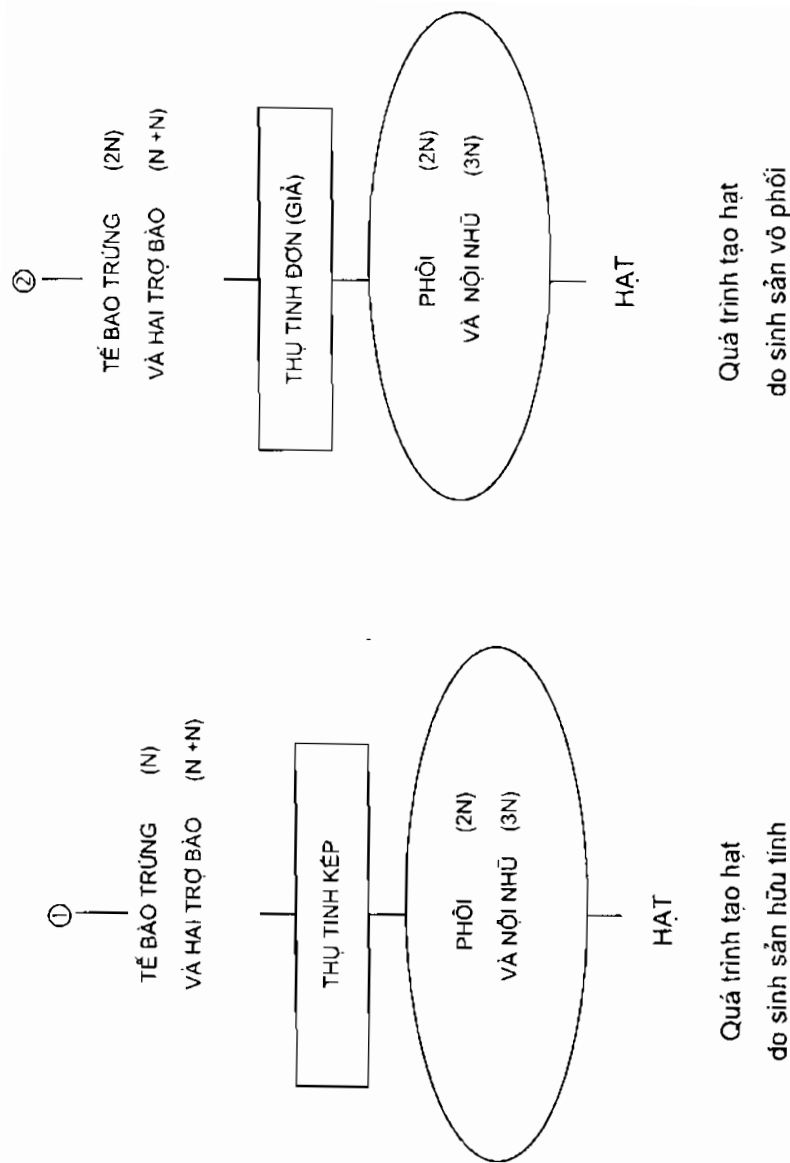 ①
TẾ BÀO TRỨNG (N)
VÀ HAI TRỢ BÀO (N +N)
THỤ TINH KÉP
PHÔI (2N)
VÀ NỘI NHŨ (3N)
HẠT
Quá trình tạo hạt
do sinh sản hữu tính
②
TẾ BAO TRỨNG (2N)
VÀ HAI TRỢ BÀO (N +N)
THỤ TINH ĐƠN (GIẢ)
PHÔI (2N)
VÀ NỘI NHŨ (3N)
HẠT
Quá trình tạo hạt
do sinh sản vô phối